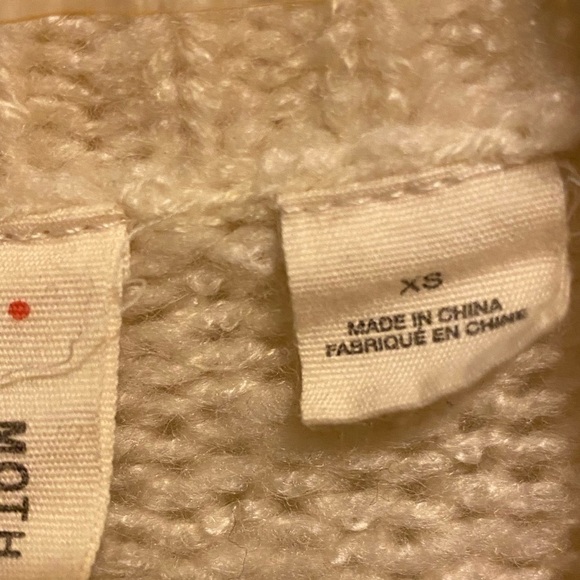 MOTH
XS
MADE IN CHINA
FABRIQUÉ EN CHINE